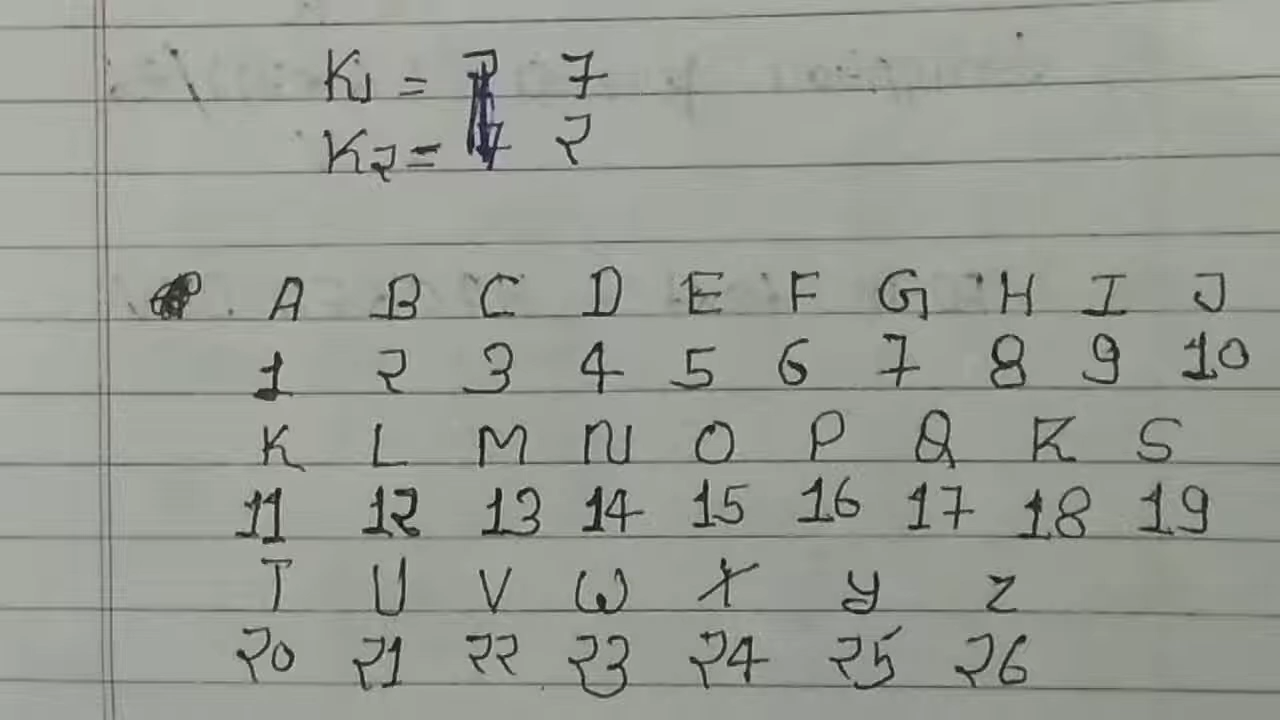 K1 = 7
K2 = 2
A B C D E F G H I J
1 2 3 4 5 6 7 8 9 10
K L M N O P Q R S
11 12 13 14 15 16 17 18 19
T U V W X Y Z
20 21 22 23 24 25 26